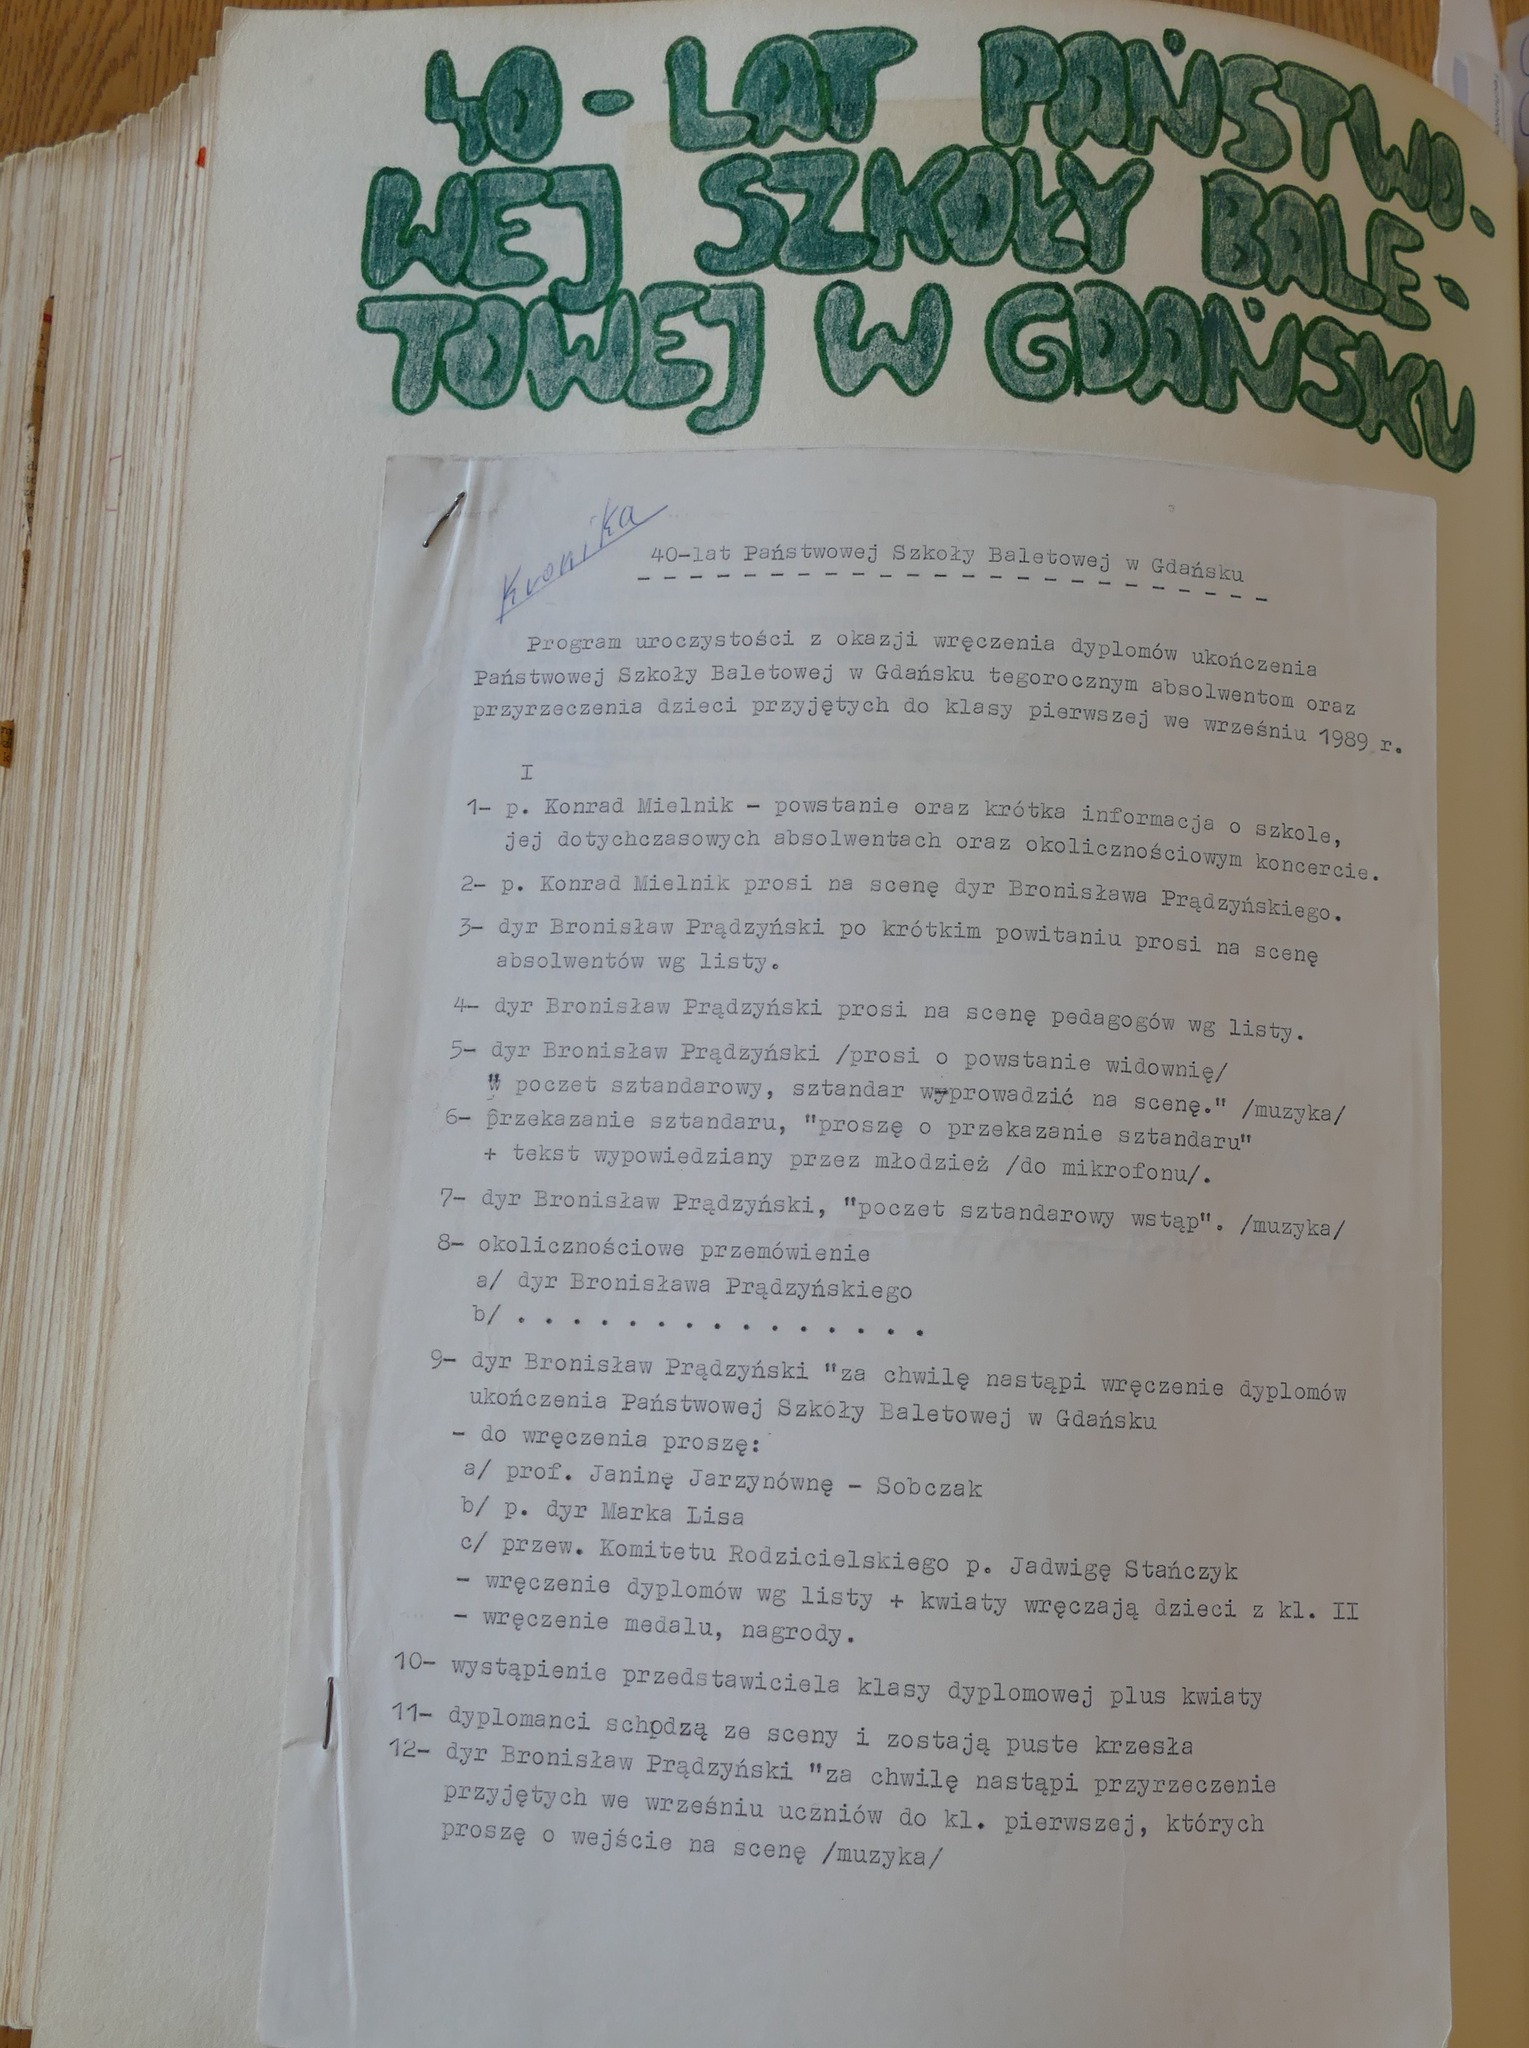 40-LAT PAŃSTWO-
WEJ SZKOŁY BALE-
TOWEJ W GDAŃSKU
Kronika
40-lat Państwowej Szkoły Baletowej w Gdańsku
Program uroczystości z okazji wręczenia dyplomów ukończenia
Państwowej Szkoły Baletowej w Gdańsku tegorocznym absolwentom oraz
przyrzeczenia dzieci przyjętych do klasy pierwszej we wrześniu 1989 r.
I
1- p. Konrad Mielnik - powstanie oraz krótka informacja o szkole,
jej dotychczasowych absolwentach oraz okolicznościowym koncercie.
2- p. Konrad Mielnik prosi na scenę dyr Bronisława Prądzyńskiego.
3- dyr Bronisław Prądzyński po krótkim powitaniu prosi na scenę
absolwentów wg listy.
4- dyr Bronisław Prądzyński prosi na scenę pedagogów wg listy.
5- dyr Bronisław Prądzyński /prosi o powstanie widownię/
" poczet sztandarowy, sztandar wyprowadzić na scenę." /muzyka/
6- przekazanie sztandaru, "proszę o przekazanie sztandaru"
+ tekst wypowiedziany przez młodzież /do mikrofonu/.
7- dyr Bronisław Prądzyński, "poczet sztandarowy wstąp". /muzyka/
8- okolicznościowe przemówienie
a/ dyr Bronisława Prądzyńskiego
b/ . . . . . . . . . . . . . . .
9- dyr Bronisław Prądzyński "za chwilę nastąpi wręczenie dyplomów
ukończenia Państwowej Szkóły Baletowej w Gdańsku
- do wręczenia proszę:
a/ prof. Janinę Jarzynównę - Sobczak
b/ p. dyr Marka Lisa
c/ przew. Komitetu Rodzicielskiego p. Jadwigę Stańczyk
- wręczenie dyplomów wg listy + kwiaty wręczają dzieci z kl. II
- wręczenie medalu, nagrody.
10- wystąpienie przedstawiciela klasy dyplomowej plus kwiaty
11- dyplomanci schodzą ze sceny i zostają puste krzesła
12- dyr Bronisław Prądzyński "za chwilę nastąpi przyrzeczenie
przyjętych we wrześniu uczniów do kl. pierwszej, których
proszę o wejście na scenę /muzyka/